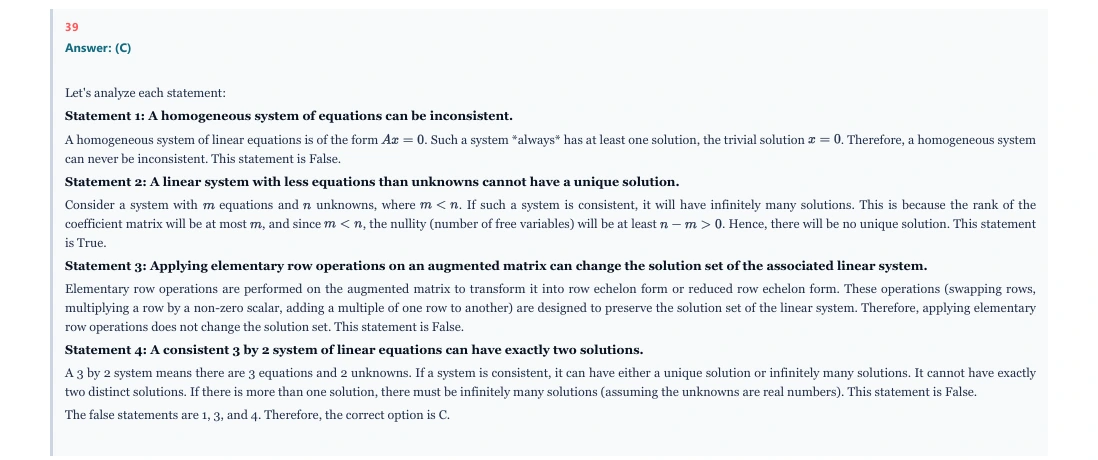 39
Answer: (C)
Let's analyze each statement:
Statement 1: A homogeneous system of equations can be inconsistent.
A homogeneous system of linear equations is of the form Ax = 0. Such a system *always* has at least one solution, the trivial solution x = 0. Therefore, a homogeneous system
can never be inconsistent. This statement is False.
Statement 2: A linear system with less equations than unknowns cannot have a unique solution.
Consider a system with m equations and n unknowns, where m < n. If such a system is consistent, it will have infinitely many solutions. This is because the rank of the
coefficient matrix will be at most m, and since m < n, the nullity (number of free variables) will be at least n − m > 0. Hence, there will be no unique solution. This statement
is True.
Statement 3: Applying elementary row operations on an augmented matrix can change the solution set of the associated linear system.
Elementary row operations are performed on the augmented matrix to transform it into row echelon form or reduced row echelon form. These operations (swapping rows,
multiplying a row by a non-zero scalar, adding a multiple of one row to another) are designed to preserve the solution set of the linear system. Therefore, applying elementary
row operations does not change the solution set. This statement is False.
Statement 4: A consistent 3 by 2 system of linear equations can have exactly two solutions.
A 3 by 2 system means there are 3 equations and 2 unknowns. If a system is consistent, it can have either a unique solution or infinitely many solutions. It cannot have exactly
two distinct solutions. If there is more than one solution, there must be infinitely many solutions (assuming the unknowns are real numbers). This statement is False.
The false statements are 1, 3, and 4. Therefore, the correct option is C.